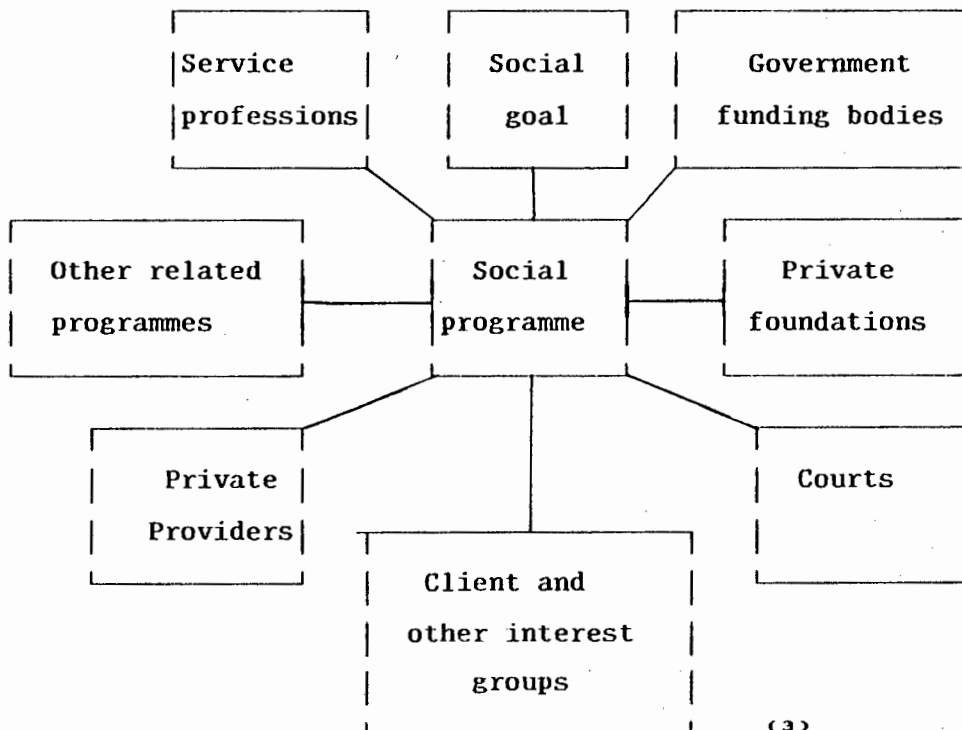 Service
professions
Social
goal
Government
funding bodies
Other related
programmes
Social
programme
Private
foundations
Private
Providers
Courts
Client and
other interest
groups